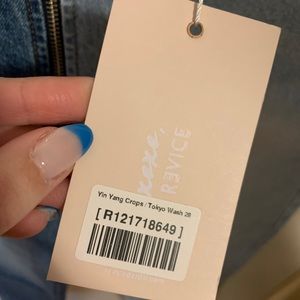 xoxo,
REVICE
Yin Yang Crops / Tokyo Wash 28
[ R121718649 ]